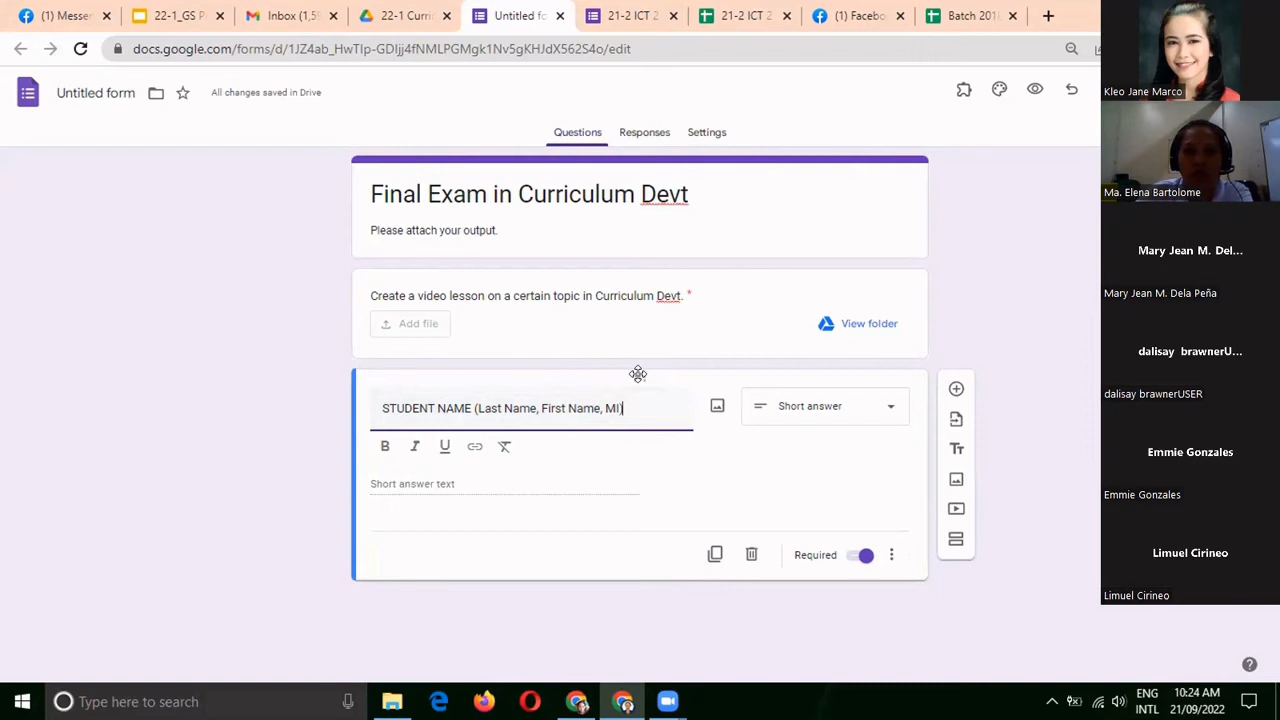 (1) Messer
22-1_GS P
Inbox (1,59
22-1 Curri
Untitled fo
21-2 ICT 2
21-2 ICT 2
(1) Facebo
Batch 201
docs.google.com/forms/d/1JZ4ab_HwTIp-GDljj4fNMLPGMgk1Nv5gKHJdX562S4o/edit
Untitled form
All changes saved in Drive
Questions
Responses
Settings
Final Exam in Curriculum Devt
Please attach your output.
Create a video lesson on a certain topic in Curriculum Devt. *
Add file
View folder
STUDENT NAME (Last Name, First Name, MI)
Short answer
B I U
Short answer text
Required
Kleo Jane Marco
Ma. Elena Bartolome
Mary Jean M. Del...
Mary Jean M. Dela Peña
dalisay brawnerU...
dalisay brawnerUSER
Emmie Gonzales
Emmie Gonzales
Limuel Cirineo
Limuel Cirineo
Type here to search
ENG
INTL
10:24 AM
21/09/2022